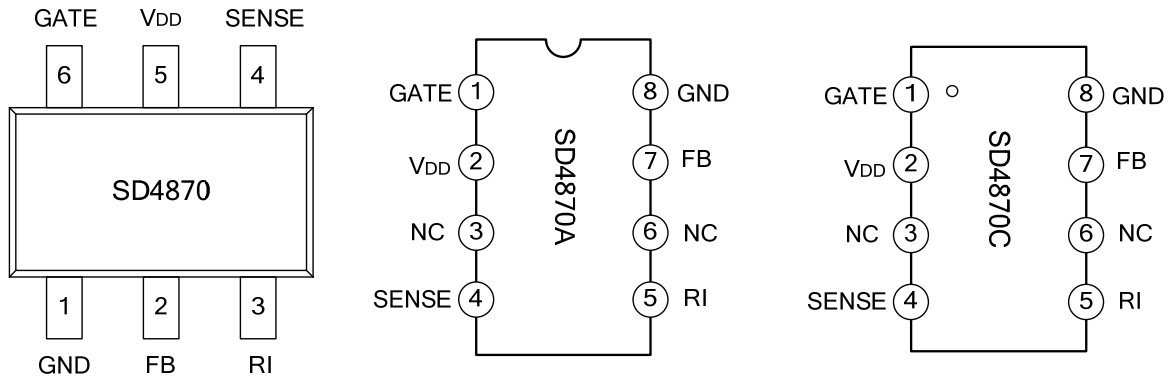 GATE VDD SENSE
6 5 4
SD4870
1 2 3
GND FB RI
GATE 1 8 GND
VDD 2 7 FB
NC 3 6 NC
SENSE 4 5 RI
SD4870A
GATE 1 8 GND
VDD 2 7 FB
NC 3 6 NC
SENSE 4 5 RI
SD4870C